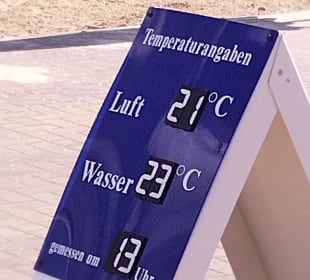 Temperaturangaben
Luft 21°C
Wasser 23°C
gemessen um 13 Uhr